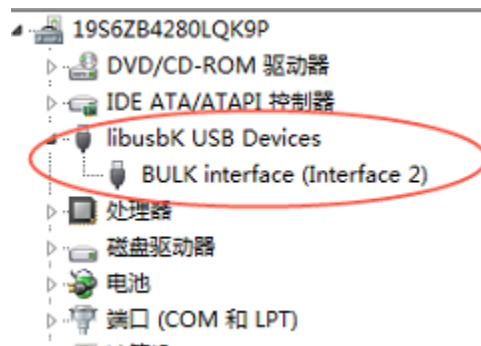 19S6ZB4280LQK9P
DVD/CD-ROM 驱动器
IDE ATA/ATAPI 控制器
libusbK USB Devices
BULK interface (Interface 2)
处理器
磁盘驱动器
电池
端口 (COM 和 LPT)